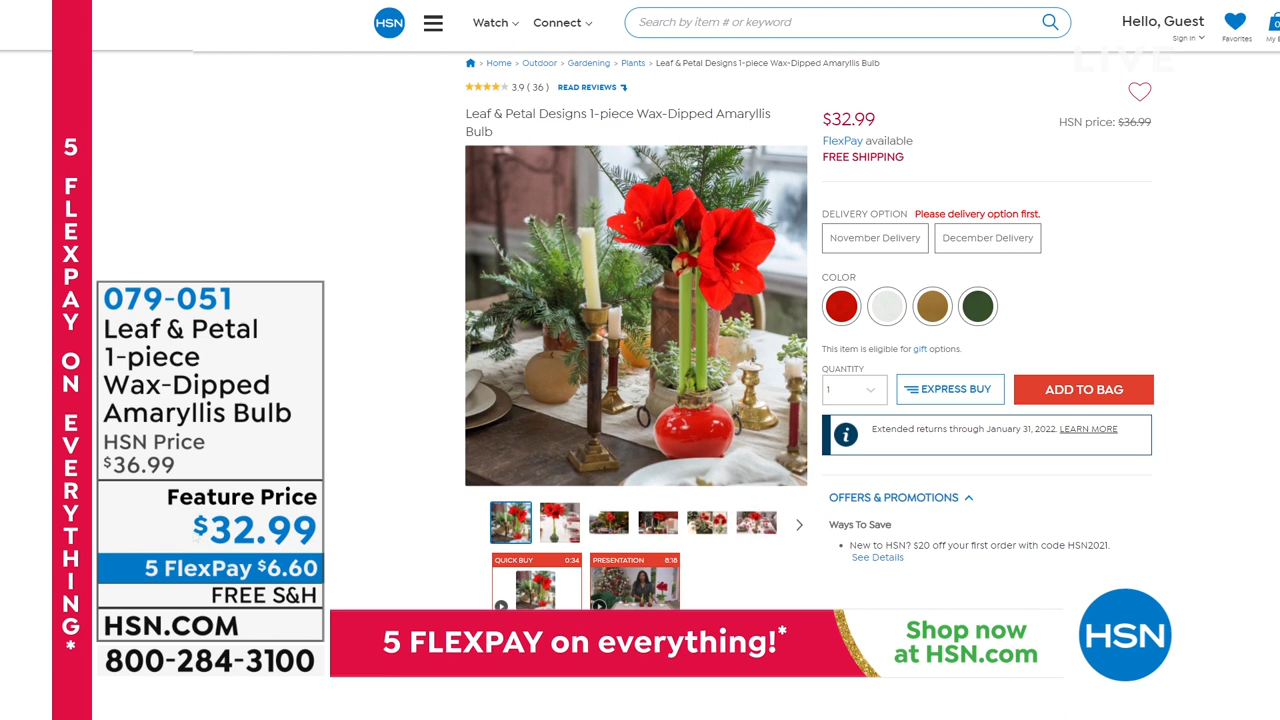 5 FLEXPAY ON EVERYTHING*
HSN
Watch
Connect
Search by item # or keyword
Hello, Guest
Sign In
Favorites
0
LIVE
Home > Outdoor > Gardening > Plants > Leaf & Petal Designs 1-piece Wax-Dipped Amaryllis Bulb
3.9 ( 36 ) READ REVIEWS
Leaf & Petal Designs 1-piece Wax-Dipped Amaryllis
Bulb
$32.99
HSN price: $36.99
FlexPay available
FREE SHIPPING
DELIVERY OPTION Please delivery option first.
November Delivery
December Delivery
COLOR
This item is eligible for gift options.
QUANTITY
1
EXPRESS BUY
ADD TO BAG
Extended returns through January 31, 2022. LEARN MORE
OFFERS & PROMOTIONS
Ways To Save
• New to HSN? $20 off your first order with code HSN2021.
See Details
QUICK BUY 0:34
PRESENTATION 8:18
079-051
Leaf & Petal
1-piece
Wax-Dipped
Amaryllis Bulb
HSN Price
$36.99
Feature Price
$32.99
5 FlexPay $6.60
FREE S&H
HSN.COM
800-284-3100
5 FLEXPAY on everything!*
Shop now
at HSN.com
HSN